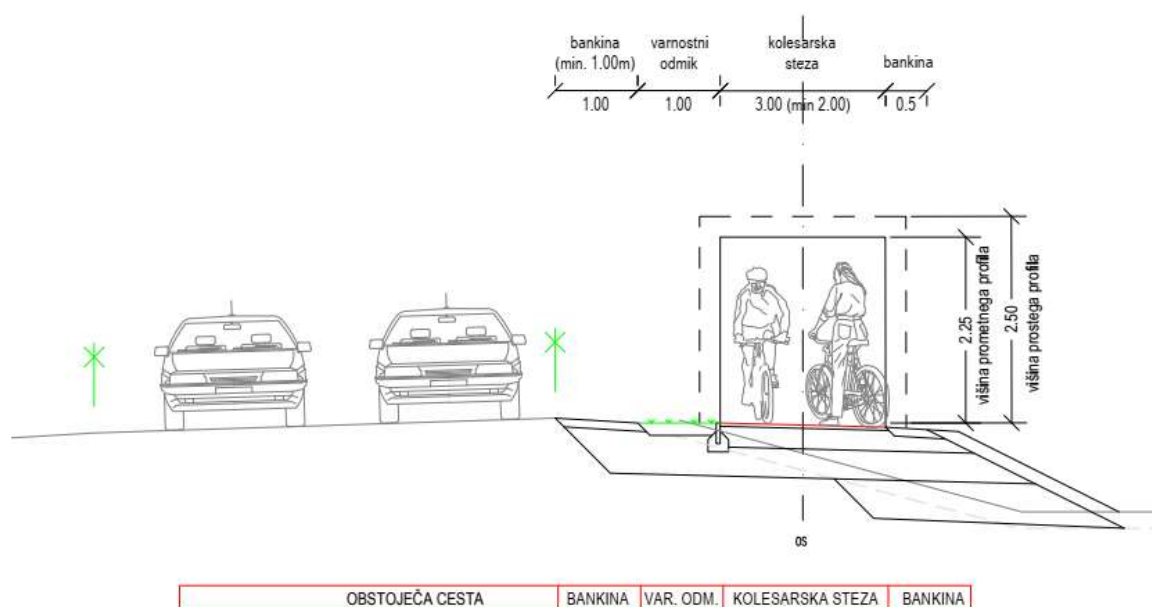 bankina
(min. 1.00m)
varnostni
odmik
kolesarska
steza
bankina
1.00
1.00
3.00 (min 2.00)
0.5
2.25
višina prometnega profila
2.50
višina prostega profila
os
OBSTOJEČA CESTA
BANKINA
VAR. ODM.
KOLESARSKA STEZA
BANKINA